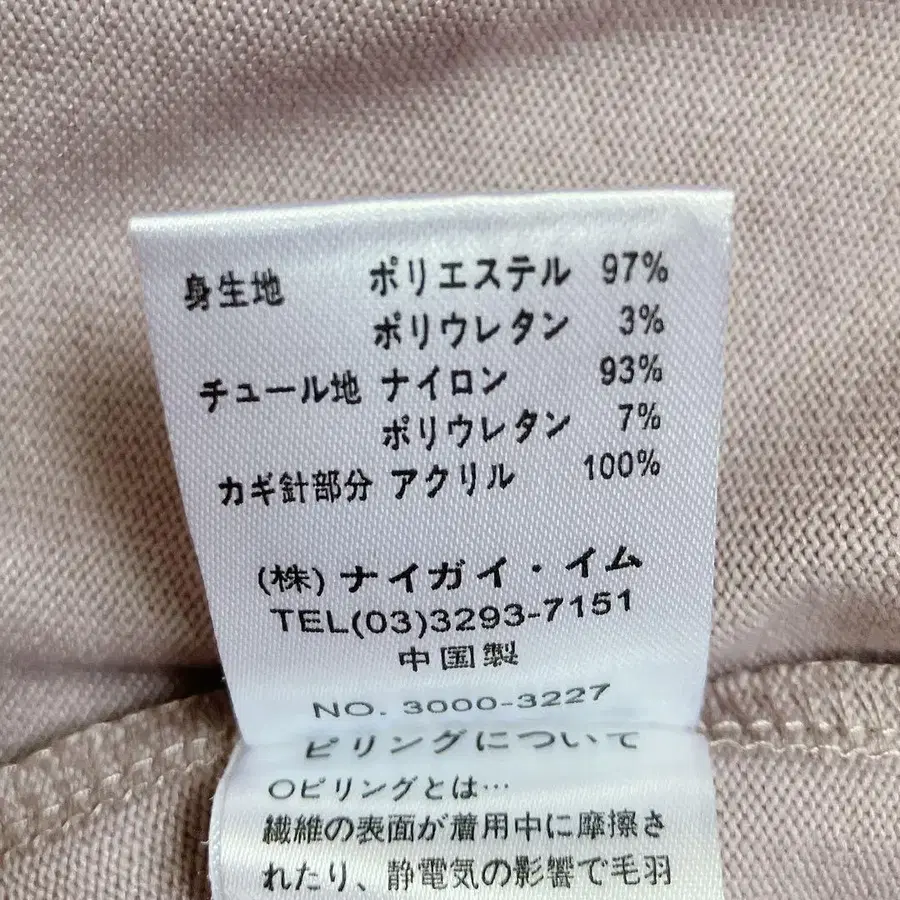 身生地 ポリエステル 97%
ポリウレタン 3%
チュール地 ナイロン 93%
ポリウレタン 7%
カギ針部分 アクリル 100%
(株)ナイガイ・イム
TEL(03)3293-7151
中国製
NO. 3000-3227
ピリングについて
○ピリングとは…
繊維の表面が着用中に摩擦さ
れたり、静電気の影響で毛羽